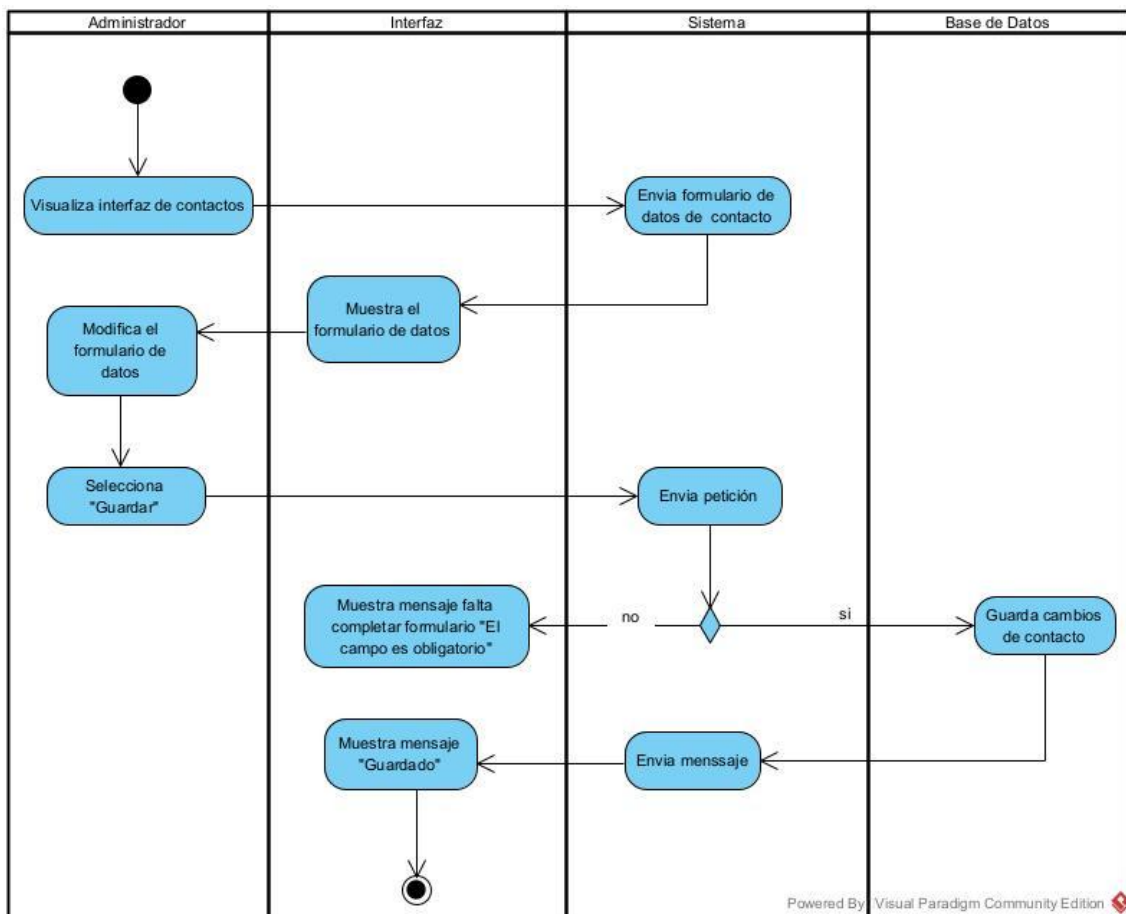 Administrador
Interfaz
Sistema
Base de Datos
Visualiza interfaz de contactos
Envia formulario de
datos de contacto
Muestra el
formulario de datos
Modifica el
formulario de
datos
Selecciona
"Guardar"
Envia petición
Muestra mensaje falta
completar formulario "El
campo es obligatorio"
no
si
Guarda cambios
de contacto
Muestra mensaje
"Guardado"
Envia menssaje
Powered By Visual Paradigm Community Edition